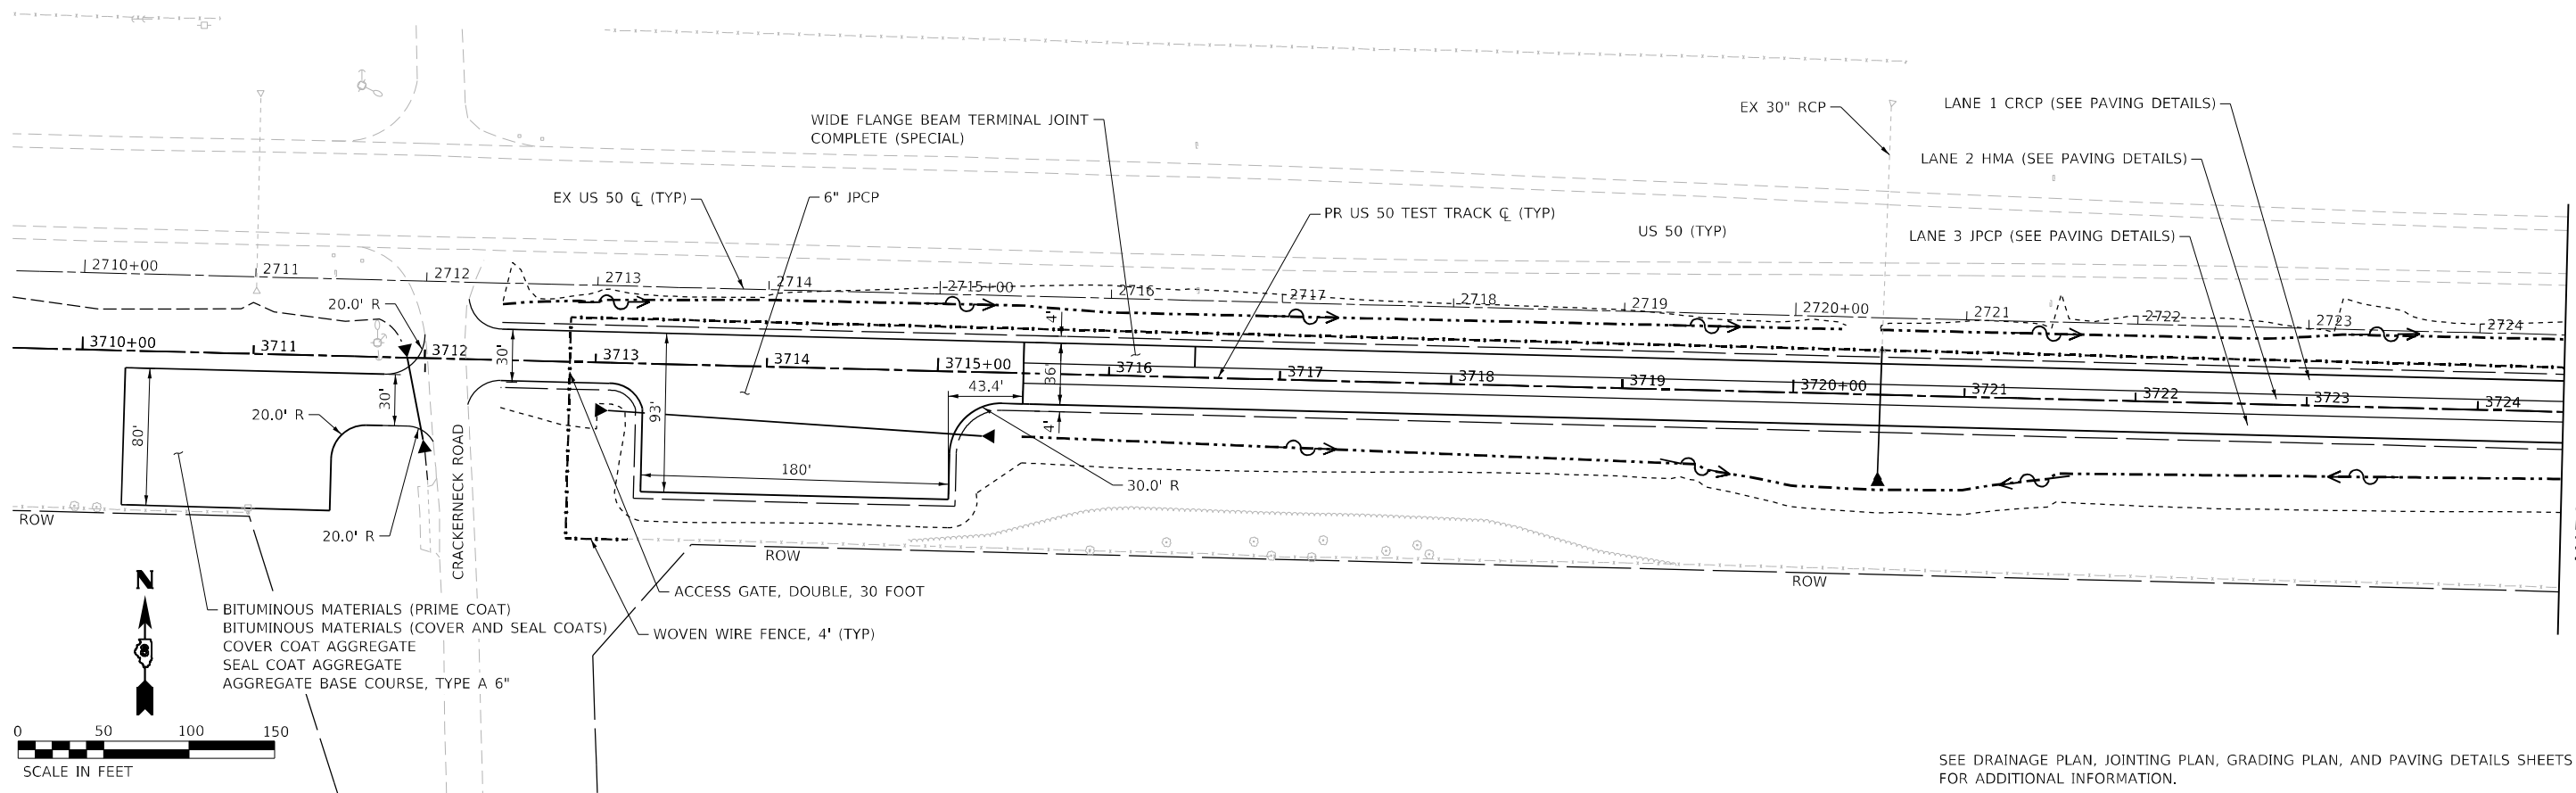 EX 30" RCP
LANE 1 CRCP (SEE PAVING DETAILS)
WIDE FLANGE BEAM TERMINAL JOINT
COMPLETE (SPECIAL)
LANE 2 HMA (SEE PAVING DETAILS)
EX US 50 ℄ (TYP)
6" JPCP
PR US 50 TEST TRACK ℄ (TYP)
US 50 (TYP)
LANE 3 JPCP (SEE PAVING DETAILS)
2710+00
2711
2712
2713
2714
2715+00
2716
2717
2718
2719
2720+00
2721
2722
2723
2724
20.0' R
4'
3710+00
3711
3712
30'
3713
3714
3715+00
3716
3717
3718
3719
3720+00
3721
3722
3723
3724
36'
43.4'
30'
20.0' R
93'
4'
80'
180'
30.0' R
ROW
20.0' R
CRACKERNECK ROAD
ROW
ROW
N
ACCESS GATE, DOUBLE, 30 FOOT
BITUMINOUS MATERIALS (PRIME COAT)
BITUMINOUS MATERIALS (COVER AND SEAL COATS)
COVER COAT AGGREGATE
SEAL COAT AGGREGATE
AGGREGATE BASE COURSE, TYPE A 6"
WOVEN WIRE FENCE, 4' (TYP)
8
0 50 100 150
SCALE IN FEET
SEE DRAINAGE PLAN, JOINTING PLAN, GRADING PLAN, AND PAVING DETAILS SHEETS
FOR ADDITIONAL INFORMATION.